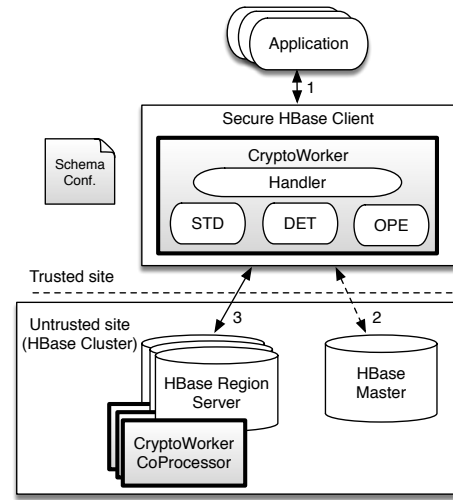 Application
1
Secure HBase Client
CryptoWorker
Handler
STD
DET
OPE
Schema
Conf.
Trusted site
Untrusted site
(HBase Cluster)
3
2
HBase Region
Server
HBase
Master
CryptoWorker
CoProcessor